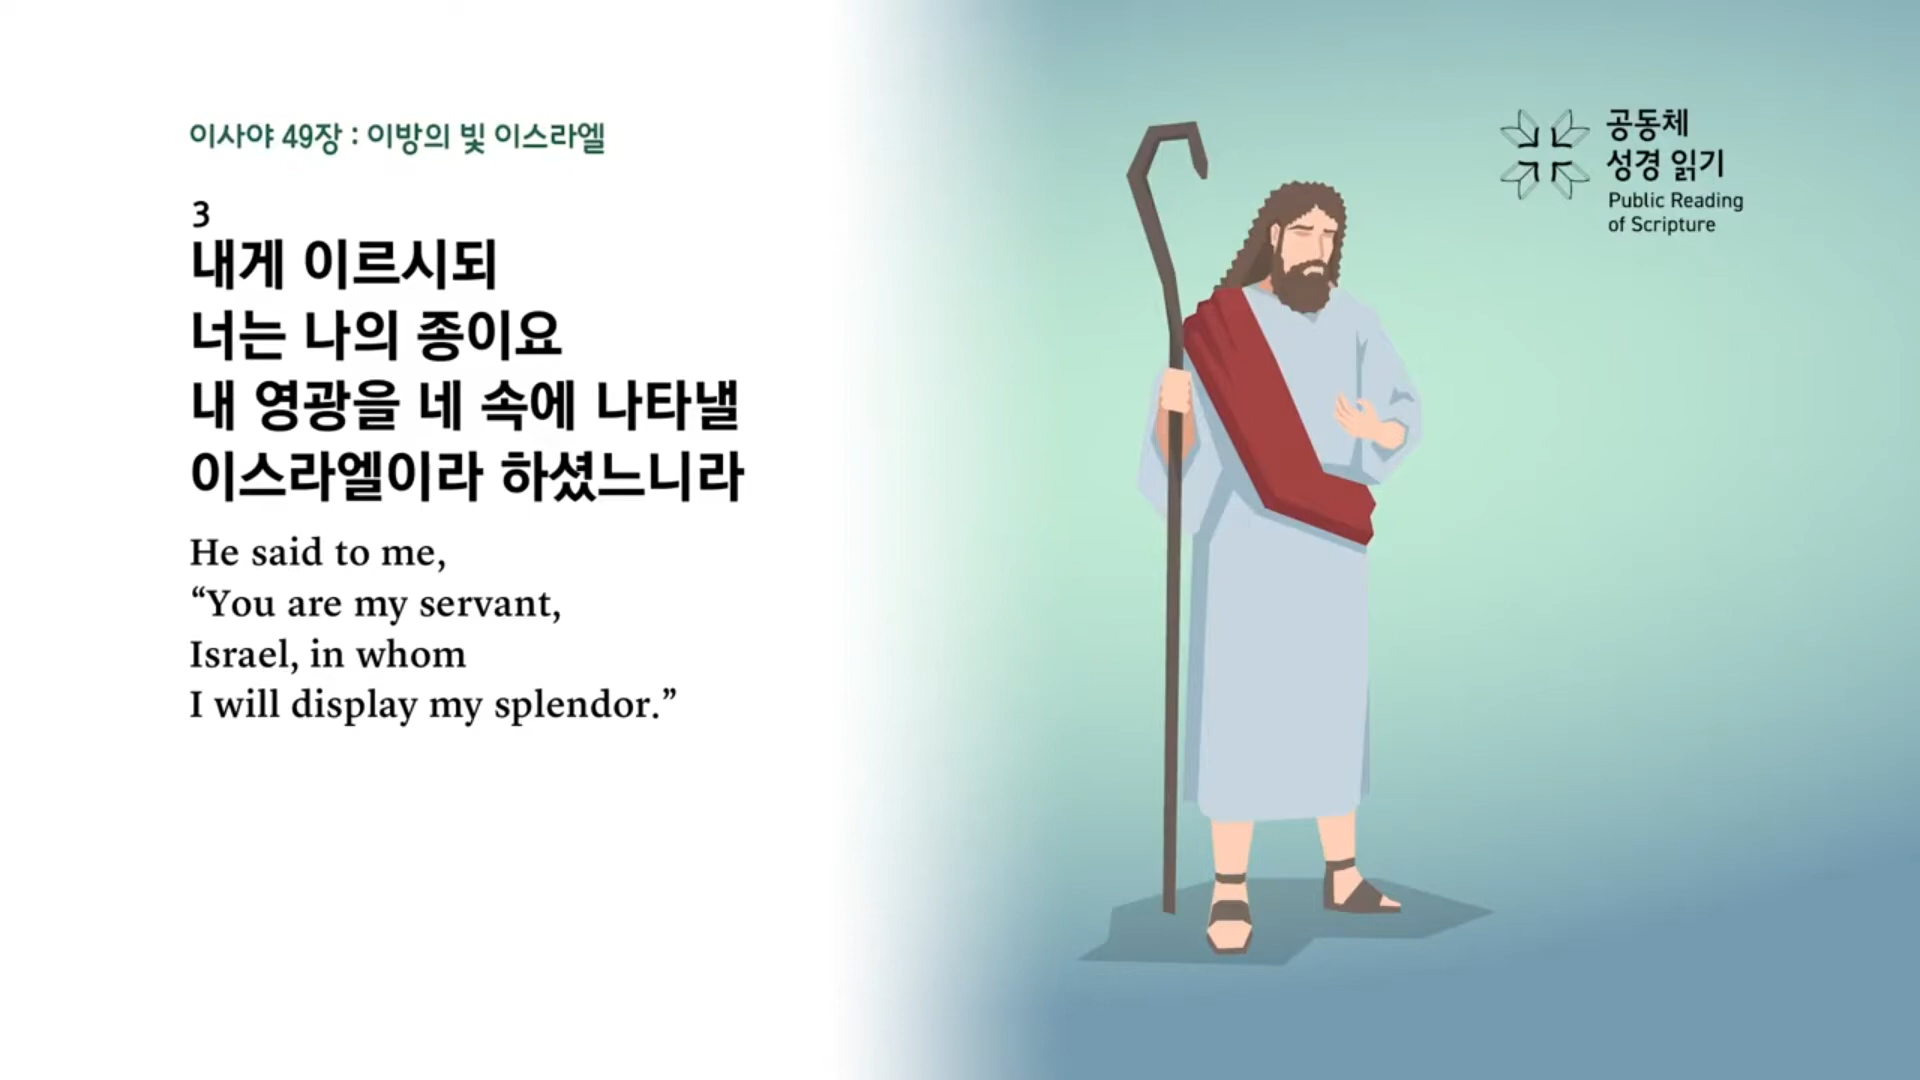 이사야 49장 : 이방의 빛 이스라엘
3
내게 이르시되
너는 나의 종이요
내 영광을 네 속에 나타낼
이스라엘이라 하셨느니라
He said to me,
“You are my servant,
Israel, in whom
I will display my splendor.”
공동체
성경 읽기
Public Reading
of Scripture